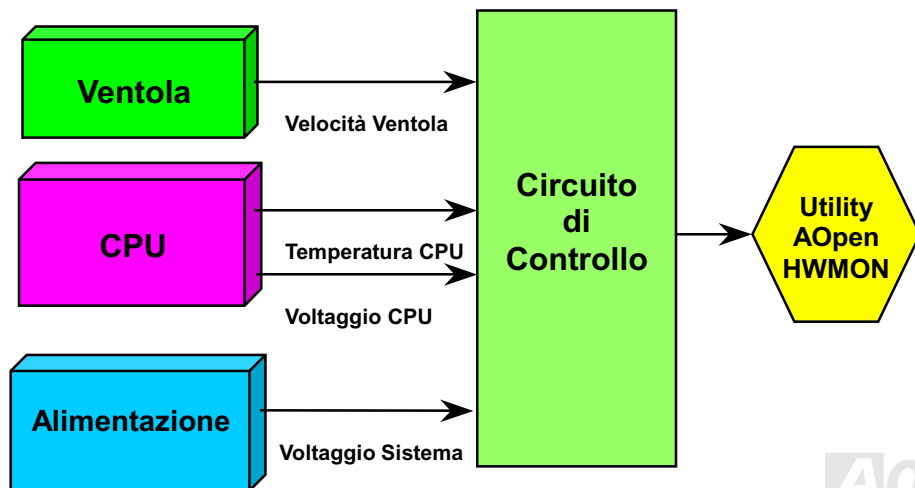 Ventola
Velocità Ventola
CPU
Temperatura CPU
Voltaggio CPU
Alimentazione
Voltaggio Sistema
Circuito
di
Controllo
Utility
AOpen
HWMON